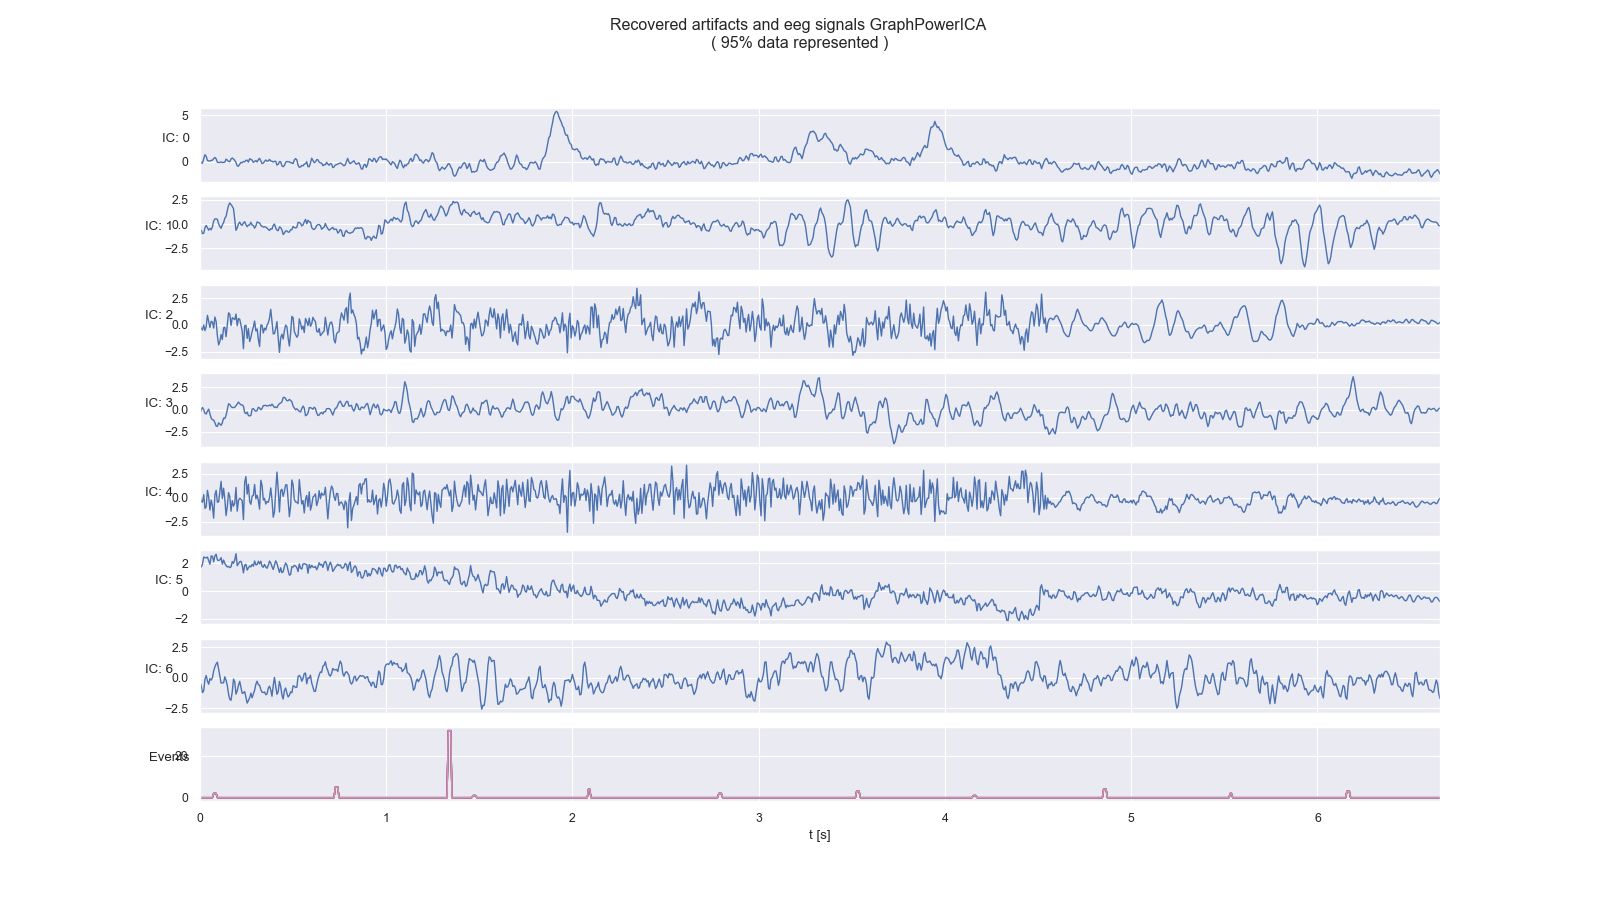 Recovered artifacts and eeg signals GraphPowerICA
( 95% data represented )
5
IC: 0
0
2.5
IC: 1
0.0
−2.5
2.5
IC: 2
0.0
−2.5
2.5
IC: 3
0.0
−2.5
2.5
IC: 4
0.0
−2.5
2
IC: 5
0
−2
2.5
IC: 6
0.0
−2.5
Events
20
0
0 1 2 3 4 5 6
t [s]